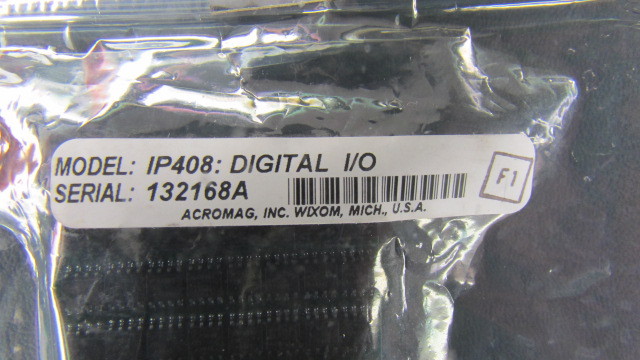 MODEL: IP408: DIGITAL I/O
SERIAL: 132168A
F1
ACROMAG, INC. WIXOM, MICH., U.S.A.